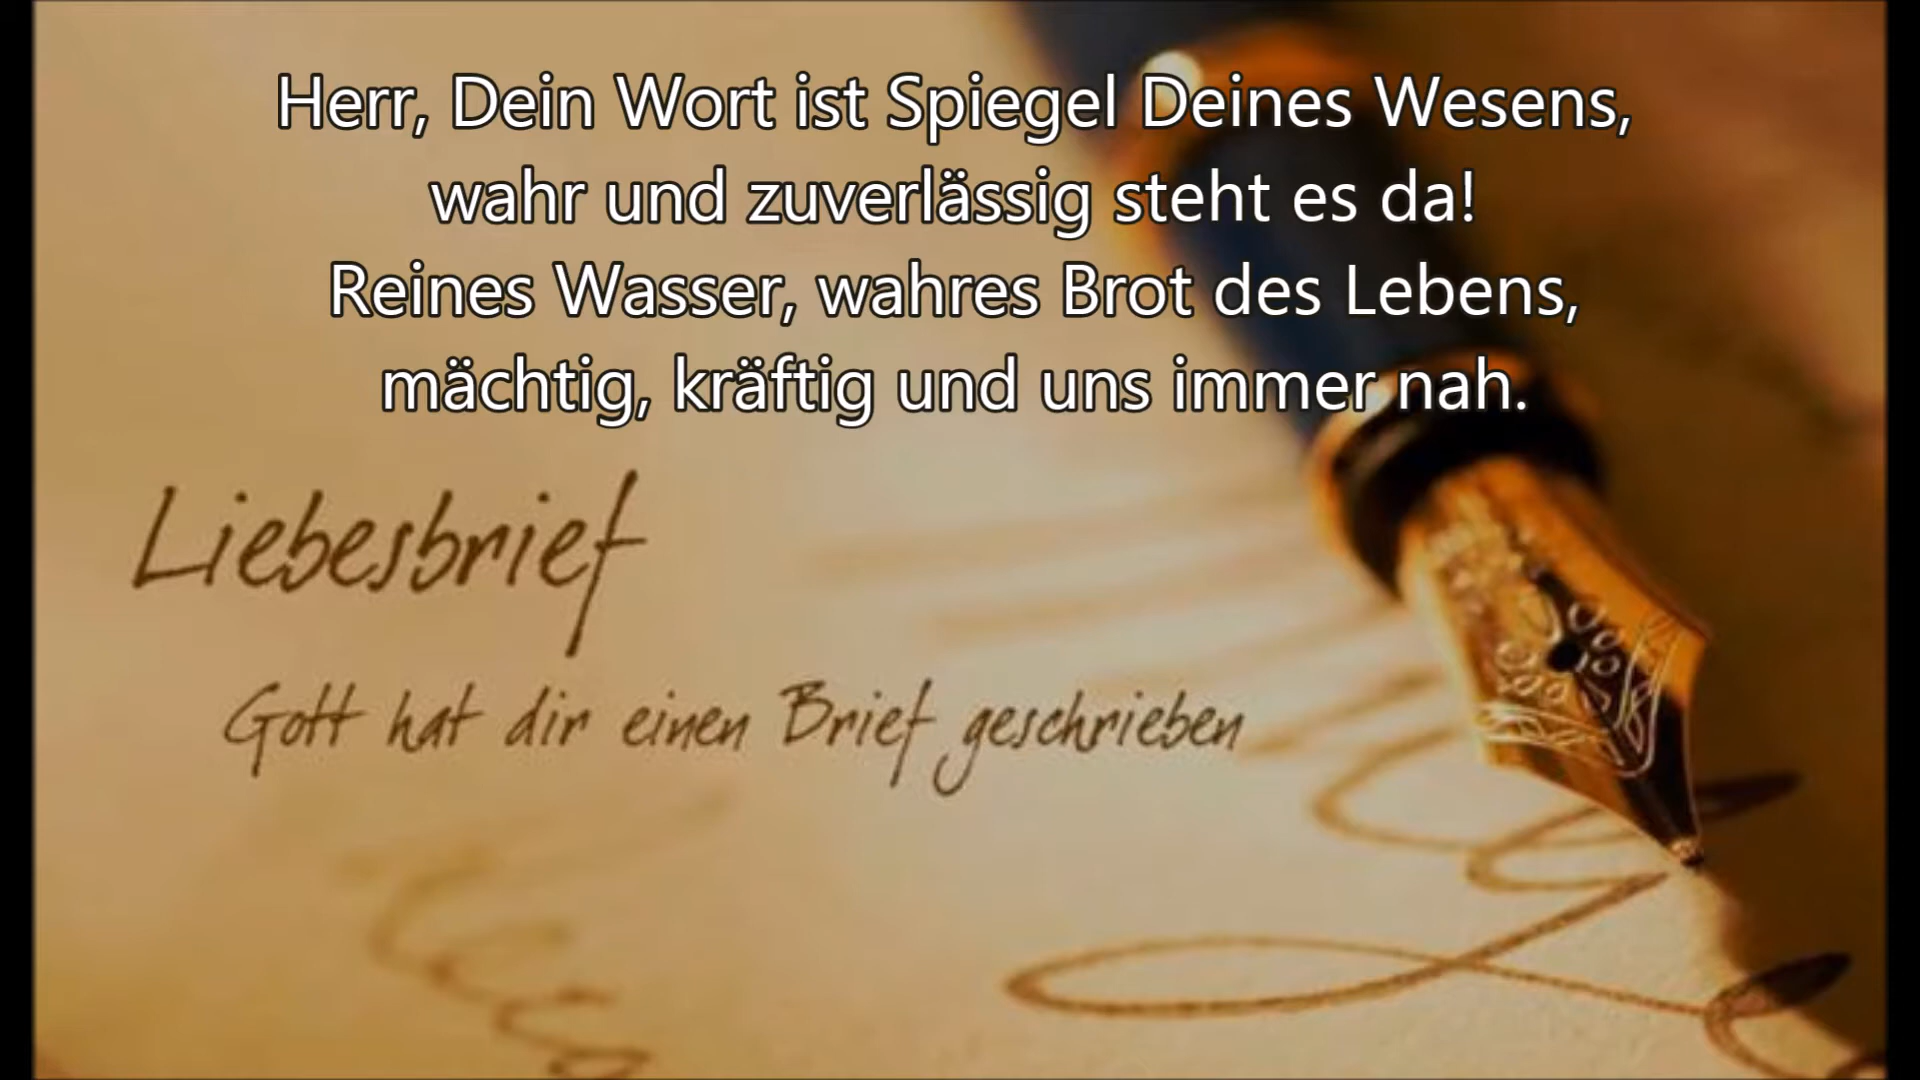 Herr, Dein Wort ist Spiegel Deines Wesens,
wahr und zuverlässig steht es da!
Reines Wasser, wahres Brot des Lebens,
mächtig, kräftig und uns immer nah.
Liebesbrief
Gott hat dir einen Brief geschrieben